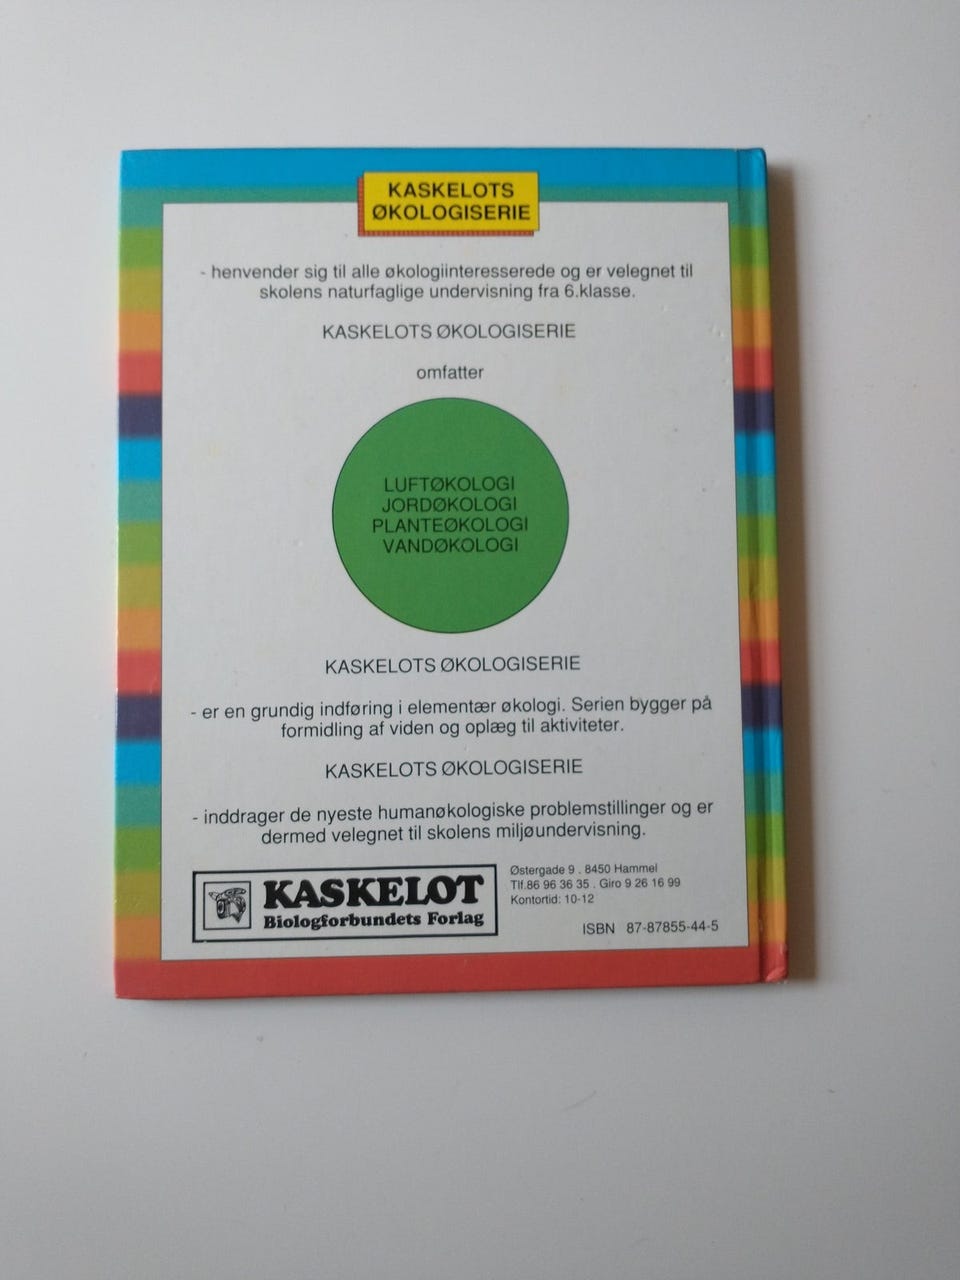 KASKELOTS
ØKOLOGISERIE
- henvender sig til alle økologiinteresserede og er velegnet til
skolens naturfaglige undervisning fra 6.klasse.
KASKELOTS ØKOLOGISERIE
omfatter
LUFTØKOLOGI
JORDØKOLOGI
PLANTEØKOLOGI
VANDØKOLOGI
KASKELOTS ØKOLOGISERIE
- er en grundig indføring i elementær økologi. Serien bygger på
formidling af viden og oplæg til aktiviteter.
KASKELOTS ØKOLOGISERIE
- inddrager de nyeste humanøkologiske problemstillinger og er
dermed velegnet til skolens miljøundervisning.
KASKELOT
Biologforbundets Forlag
Østergade 9 . 8450 Hammel
Tlf.86 96 36 35 . Giro 9 26 16 99
Kontortid: 10-12
ISBN 87-87855-44-5